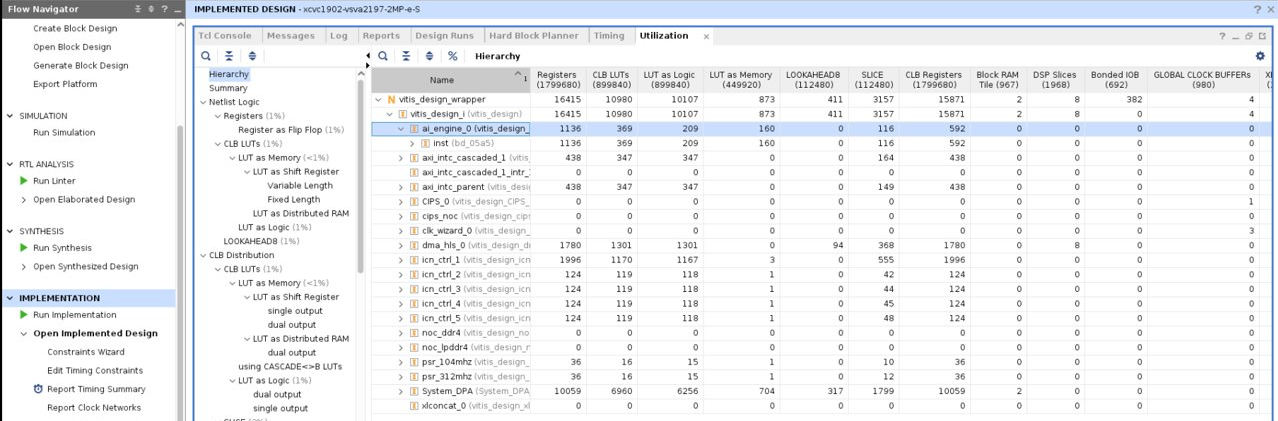 Flow Navigator
IMPLEMENTED DESIGN - xcvc1902-vsva2197-2MP-e-S
Create Block Design
Open Block Design
Generate Block Design
Export Platform
SIMULATION
Run Simulation
RTL ANALYSIS
Run Linter
Open Elaborated Design
SYNTHESIS
Run Synthesis
Open Synthesized Design
IMPLEMENTATION
Run Implementation
Open Implemented Design
Constraints Wizard
Edit Timing Constraints
Report Timing Summary
Report Clock Networks
Tcl Console Messages Log Reports Design Runs Hard Block Planner Timing Utilization
Hierarchy
Summary
Netlist Logic
Registers (1%)
Register as Flip Flop (1%)
CLB LUTs (1%)
LUT as Memory (<1%)
LUT as Shift Register
Variable Length
Fixed Length
LUT as Distributed RAM
LUT as Logic (1%)
LOOKAHEAD8 (1%)
CLB Distribution
CLB LUTs (1%)
LUT as Memory (<1%)
LUT as Shift Register
single output
dual output
LUT as Distributed RAM
dual output
using CASCADE<>B LUTs
LUT as Logic (1%)
dual output
single output
Hierarchy
Name Registers (1799680) CLB LUTs (899840) LUT as Logic (899840) LUT as Memory (449920) LOOKAHEAD8 (112480) SLICE (112480) CLB Registers (1799680) Block RAM Tile (967) DSP Slices (1968) Bonded IOB (692) GLOBAL CLOCK BUFFERs (980)
vitis_design_wrapper 16415 10980 10107 873 411 3157 15871 2 8 382 4
vitis_design_i (vitis_design) 16415 10980 10107 873 411 3157 15871 2 8 0 4
ai_engine_0 (vitis_design_ 1136 369 209 160 0 116 592 0 0 0 0
inst (bd_05a5) 1136 369 209 160 0 116 592 0 0 0 0
axi_intc_cascaded_1 (vitis_ 438 347 347 0 0 164 438 0 0 0 0
axi_intc_cascaded_1_intr_ 0 0 0 0 0 0 0 0 0 0 0
axi_intc_parent (vitis_desi 438 347 347 0 0 149 438 0 0 0 0
CIPS_0 (vitis_design_CIPS_ 0 0 0 0 0 0 0 0 0 0 1
cips_noc (vitis_design_cips 0 0 0 0 0 0 0 0 0 0 0
clk_wizard_0 (vitis_design_ 0 0 0 0 0 0 0 0 0 0 3
dma_hls_0 (vitis_design_d 1780 1301 1301 0 94 368 1780 0 8 0 0
icn_ctrl_1 (vitis_design_icn 1996 1170 1167 3 0 555 1996 0 0 0 0
icn_ctrl_2 (vitis_design_icn 124 119 118 1 0 42 124 0 0 0 0
icn_ctrl_3 (vitis_design_icn 124 119 118 1 0 44 124 0 0 0 0
icn_ctrl_4 (vitis_design_icn 124 119 118 1 0 45 124 0 0 0 0
icn_ctrl_5 (vitis_design_icn 124 119 118 1 0 48 124 0 0 0 0
noc_ddr4 (vitis_design_no 0 0 0 0 0 0 0 0 0 0 0
noc_lpddr4 (vitis_design_n 0 0 0 0 0 0 0 0 0 0 0
psr_104mhz (vitis_design_ 36 16 15 1 0 10 36 0 0 0 0
psr_312mhz (vitis_design_ 36 16 15 1 0 12 36 0 0 0 0
System_DPA (System_DPA 10059 6960 6256 704 317 1799 10059 2 0 0 0
xlconcat_0 (vitis_design_xl 0 0 0 0 0 0 0 0 0 0 0